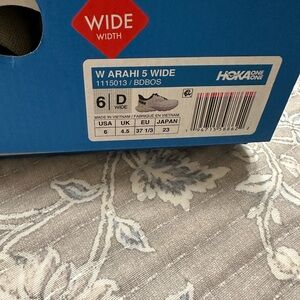 WIDE
WIDTH
W ARAHI 5 WIDE
1115013 / BDBOS
HOKA ONE ONE
6 D
WIDE
MADE IN VIETNAM / FABRIQUÉ EN VIETNAM
USA UK EU JAPAN
6 4.5 37 1/3 23